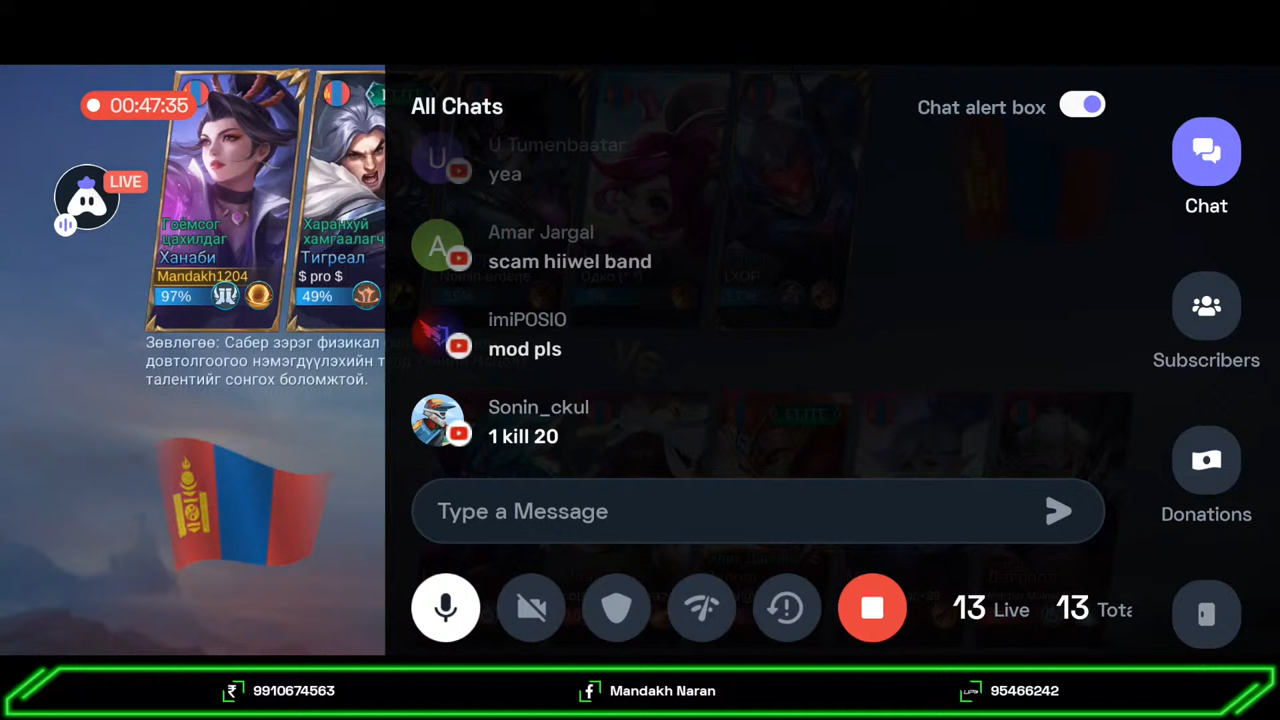 00:47:35
LIVE
Гоёмсог
цахилдаг
Ханаби
Mandakh1204
97%
Харанхуй
хамгаалагч
Тигреал
$ pro $
49%
Зөвлөгөө: Сабер зэрэг физикал
довтолгоогоо нэмэгдүүлэхийн т
талентийг сонгох боломжтой.
All Chats
Chat alert box
U Tumenbaatar
yea
Amar Jargal
scam hiiwel band
imiPOSIO
mod pls
Sonin_ckul
1 kill 20
Type a Message
13 Live
13 Tota
Chat
Subscribers
Donations
9910674563
Mandakh Naran
95466242